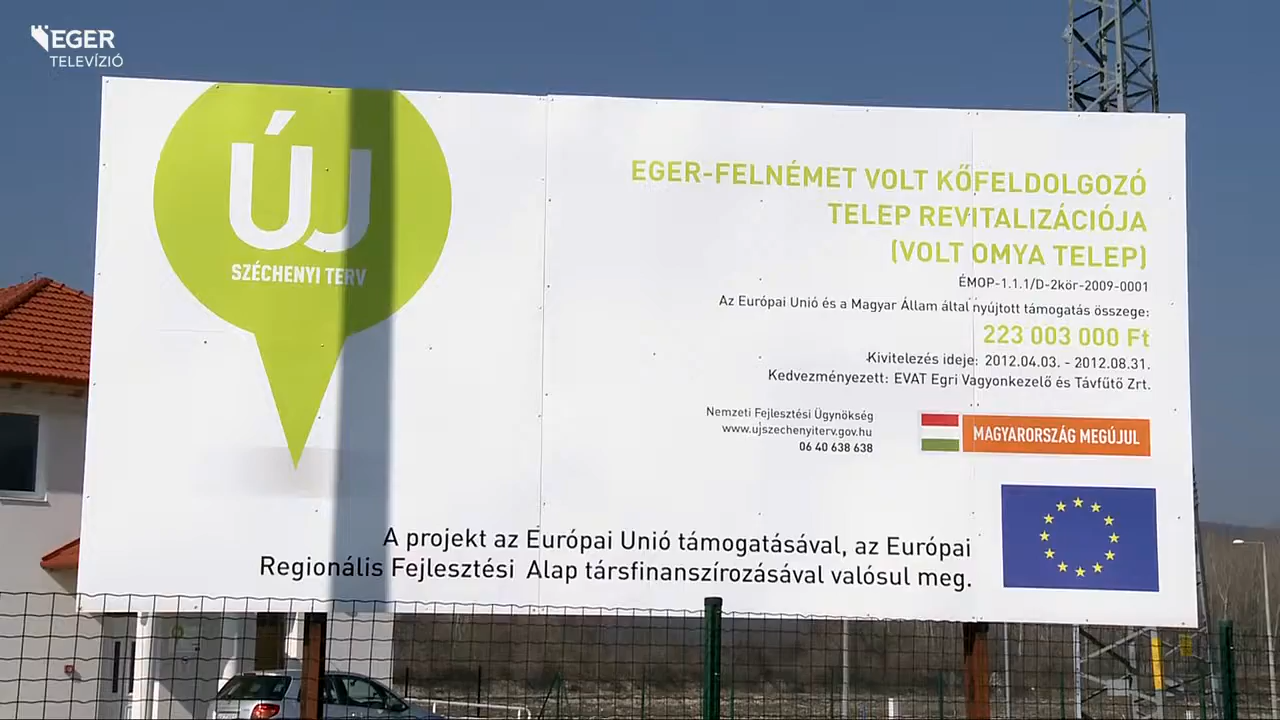 EGER
TELEVÍZIÓ
ÚJ
SZÉCHENYI TERV
EGER-FELNÉMET VOLT KŐFELDOLGOZÓ
TELEP REVITALIZÁCIÓJA
(VOLT OMYA TELEP)
ÉMOP-1.1.1/D-2kör-2009-0001
Az Európai Unió és a Magyar Állam által nyújtott támogatás összege:
223 003 000 Ft
Kivitelezés ideje: 2012.04.03. - 2012.08.31.
Kedvezményezett: EVAT Egri Vagyonkezelő és Távfűtő Zrt.
Nemzeti Fejlesztési Ügynökség
www.ujszechenyiterv.gov.hu
06 40 638 638
MAGYARORSZÁG MEGÚJUL
A projekt az Európai Unió támogatásával, az Európai
Regionális Fejlesztési Alap társfinanszírozásával valósul meg.